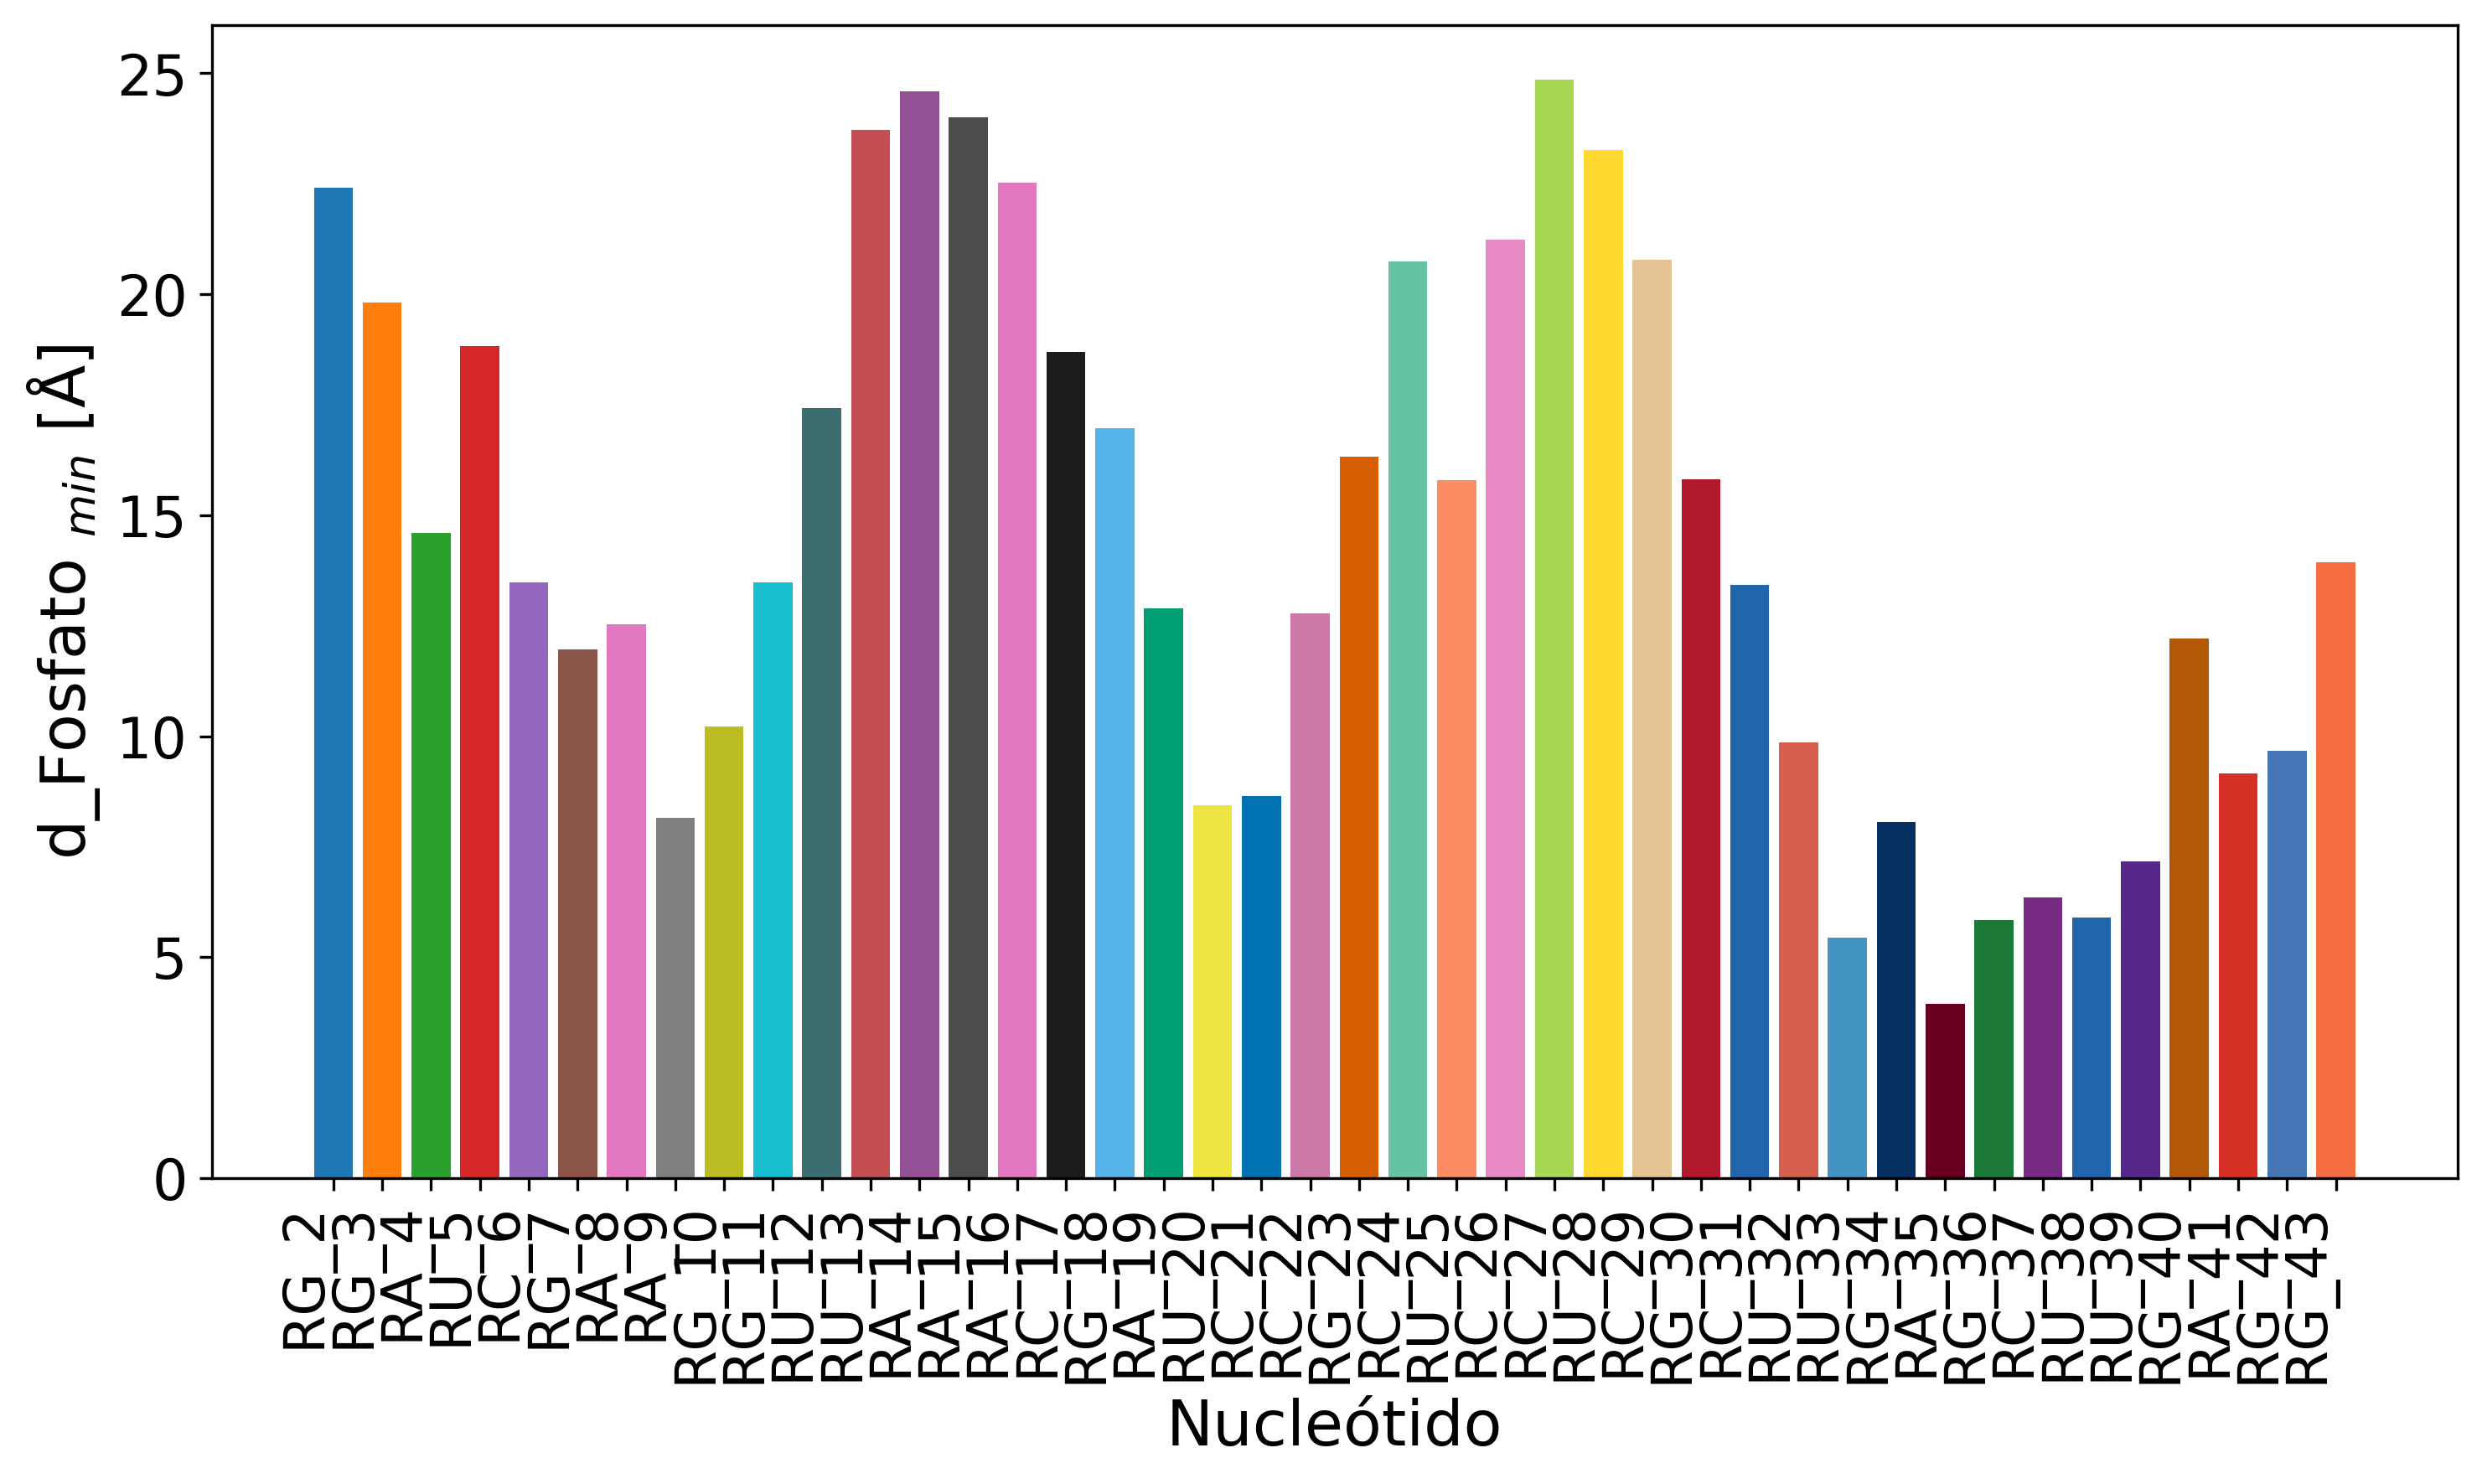 25
20
15
10
5
0
d_Fosfato min [Å]
RG_2
RG_3
RA_4
RU_5
RC_6
RG_7
RA_8
RA_9
RG_10
RG_11
RU_12
RU_13
RA_14
RA_15
RA_16
RC_17
RG_18
RA_19
RU_20
RC_21
RC_22
RG_23
RC_24
RU_25
RC_26
RC_27
RU_28
RC_29
RG_30
RC_31
RU_32
RU_33
RG_34
RA_35
RG_36
RC_37
RU_38
RU_39
RG_40
RA_41
RG_42
RG_43
Nucleótido